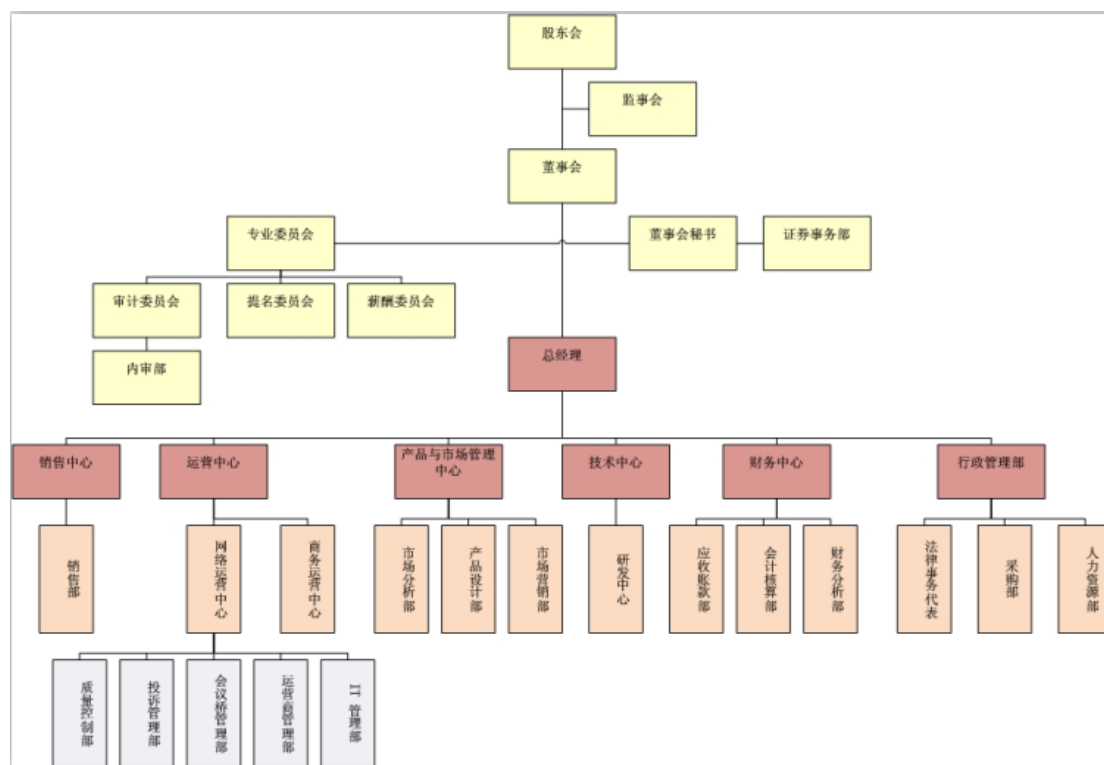 股东会
监事会
董事会
专业委员会
董事会秘书
证券事务部
审计委员会
提名委员会
薪酬委员会
内审部
总经理
销售中心
运营中心
产品与市场管理
中心
技术中心
财务中心
行政管理部
销售部
网络运营中心
商务运营中心
市场分析部
产品设计部
市场营销部
研发中心
应收账款部
会计核算部
财务分析部
法律事务代表
采购部
人力资源部
质量控制部
投诉管理部
会议桥管理部
运营商管理部
IT 管理部